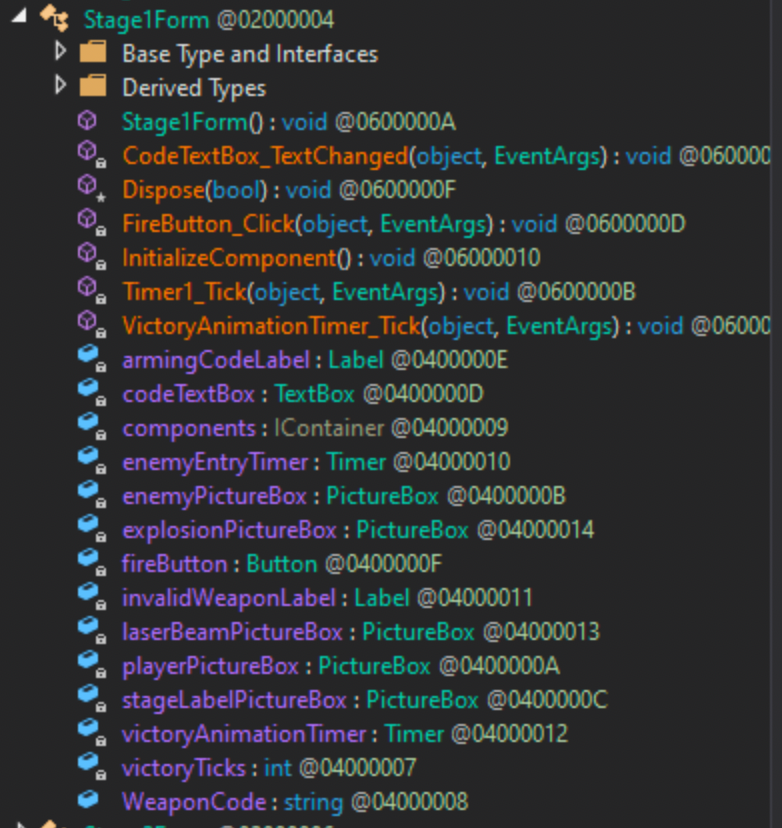 Stage1Form @02000004
Base Type and Interfaces
Derived Types
Stage1Form() : void @0600000A
CodeTextBox_TextChanged(object, EventArgs) : void @060000
Dispose(bool) : void @0600000F
FireButton_Click(object, EventArgs) : void @0600000D
InitializeComponent() : void @06000010
Timer1_Tick(object, EventArgs) : void @0600000B
VictoryAnimationTimer_Tick(object, EventArgs) : void @06000
armingCodeLabel : Label @0400000E
codeTextBox : TextBox @0400000D
components : IContainer @04000009
enemyEntryTimer : Timer @04000010
enemyPictureBox : PictureBox @0400000B
explosionPictureBox : PictureBox @04000014
fireButton : Button @0400000F
invalidWeaponLabel : Label @04000011
laserBeamPictureBox : PictureBox @04000013
playerPictureBox : PictureBox @0400000A
stageLabelPictureBox : PictureBox @0400000C
victoryAnimationTimer : Timer @04000012
victoryTicks : int @04000007
WeaponCode : string @04000008